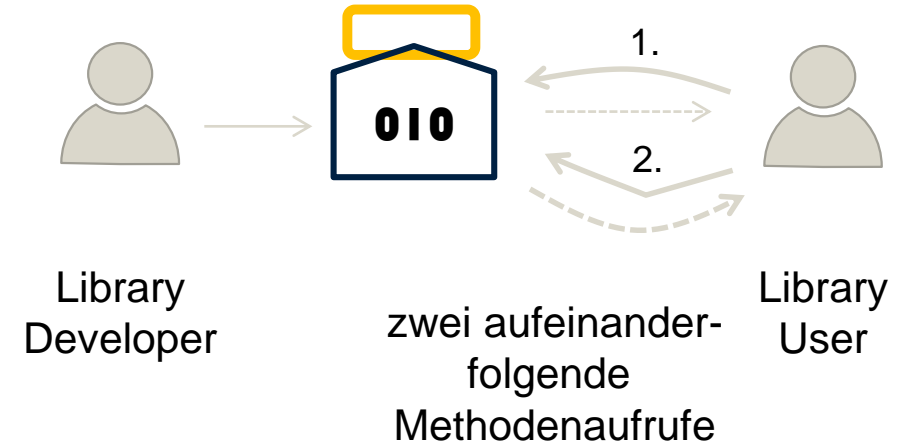 1.
010
2.
Library
Developer
zwei aufeinander-
folgende
Methodenaufrufe
Library
User